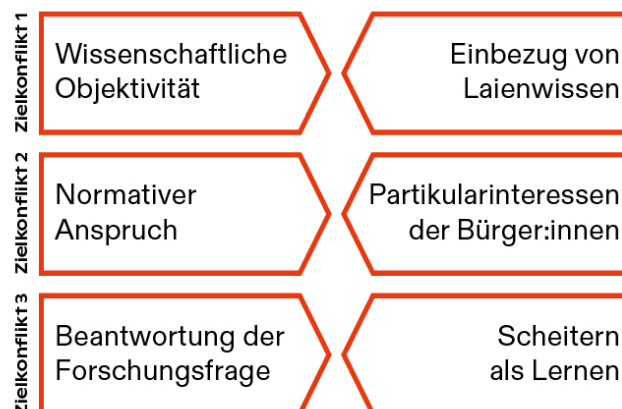 Zielkonflikt 1
Wissenschaftliche
Objektivität
Einbezug von
Laienwissen
Zielkonflikt 2
Normativer
Anspruch
Partikularinteressen
der Bürger:innen
Zielkonflikt 3
Beantwortung der
Forschungsfrage
Scheitern
als Lernen